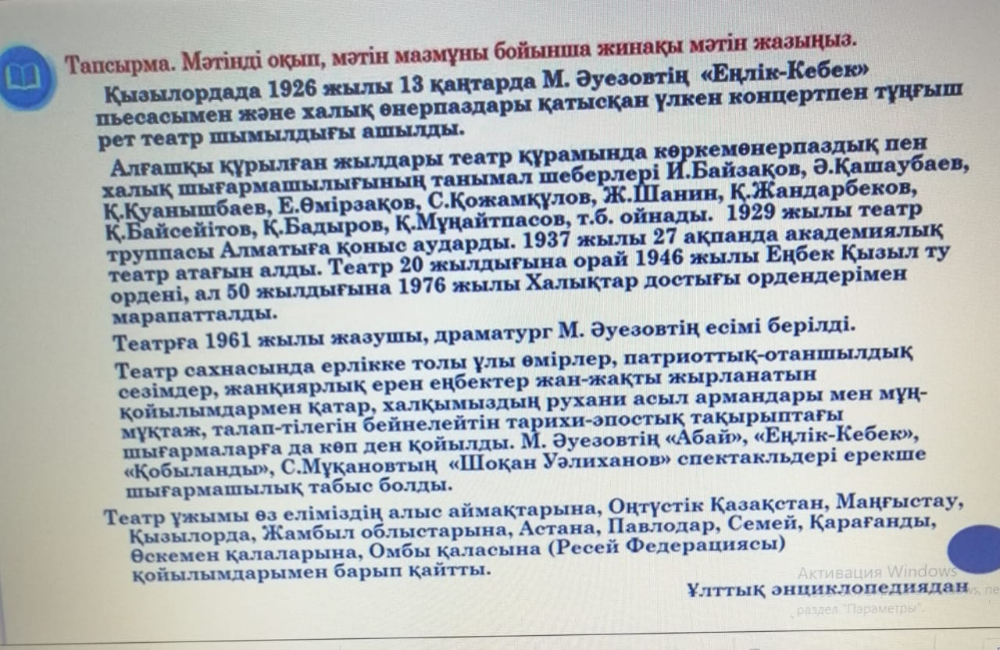 Тапсырма. Мәтінді оқып, мәтін мазмұны бойынша жинақы мәтін жазыңыз.
Қызылордада 1926 жылы 13 қаңтарда М. Әуезовтің «Еңлік-Кебек»
пьесасымен және халық өнерпаздары қатысқан үлкен концертпен тұңғыш
рет театр шымылдығы ашылды.
Алғашқы құрылған жылдары театр құрамында көркемөнерпаздық пен
халық шығармашылығының танымал шеберлері И.Байзақов, Ә.Қашаубаев,
Қ.Қуанышбаев, Е.Өмірзақов, С.Қожамқұлов, Ж.Шанин, Қ.Жандарбеков,
Қ.Байсейітов, Қ.Бадыров, Қ.Мұңайтпасов, т.б. ойнады. 1929 жылы театр
труппасы Алматыға қоныс аударды. 1937 жылы 27 ақпанда академиялық
театр атағын алды. Театр 20 жылдығына орай 1946 жылы Еңбек Қызыл ту
ордені, ал 50 жылдығына 1976 жылы Халықтар достығы ордендерімен
марапатталды.
Театрға 1961 жылы жазушы, драматург М. Әуезовтің есімі берілді.
Театр сахнасында ерлікке толы ұлы өмірлер, патриоттық-отаншылдық
сезімдер, жанқиярлық ерен еңбектер жан-жақты жырланатын
қойылымдармен қатар, халқымыздың рухани асыл армандары мен мұң-
мұқтаж, талап-тілегін бейнелейтін тарихи-эпостық тақырыптағы
шығармаларға да көп ден қойылды. М. Әуезовтің «Абай», «Еңлік-Кебек»,
«Қобыланды», С.Мұқановтың «Шоқан Уәлиханов» спектакльдері ерекше
шығармашылық табыс болды.
Театр ұжымы өз еліміздің алыс аймақтарына, Оңтүстік Қазақстан, Маңғыстау,
Қызылорда, Жамбыл облыстарына, Астана, Павлодар, Семей, Қарағанды,
Өскемен қалаларына, Омбы қаласына (Ресей Федерациясы)
қойылымдарымен барып қайтты.
Активация Windows
Ұлттық энциклопедиядан
раздел "Параметры".